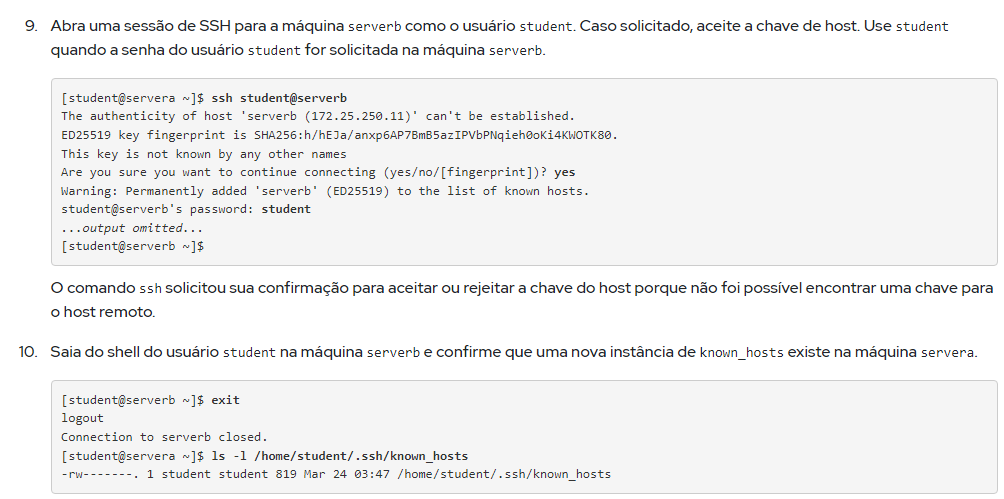 9. Abra uma sessão de SSH para a máquina serverb como o usuário student. Caso solicitado, aceite a chave de host. Use student
quando a senha do usuário student for solicitada na máquina serverb.
[student@servera ~]$ ssh student@serverb
The authenticity of host 'serverb (172.25.250.11)' can't be established.
ED25519 key fingerprint is SHA256:h/hEJa/anxp6AP7BmB5azIPVbPNqieh0oKi4KWOTK80.
This key is not known by any other names
Are you sure you want to continue connecting (yes/no/[fingerprint])? yes
Warning: Permanently added 'serverb' (ED25519) to the list of known hosts.
student@serverb's password: student
...output omitted...
[student@serverb ~]$
O comando ssh solicitou sua confirmação para aceitar ou rejeitar a chave do host porque não foi possível encontrar uma chave para
o host remoto.
10. Saia do shell do usuário student na máquina serverb e confirme que uma nova instância de known_hosts existe na máquina servera.
[student@serverb ~]$ exit
logout
Connection to serverb closed.
[student@servera ~]$ ls -l /home/student/.ssh/known_hosts
-rw-------. 1 student student 819 Mar 24 03:47 /home/student/.ssh/known_hosts